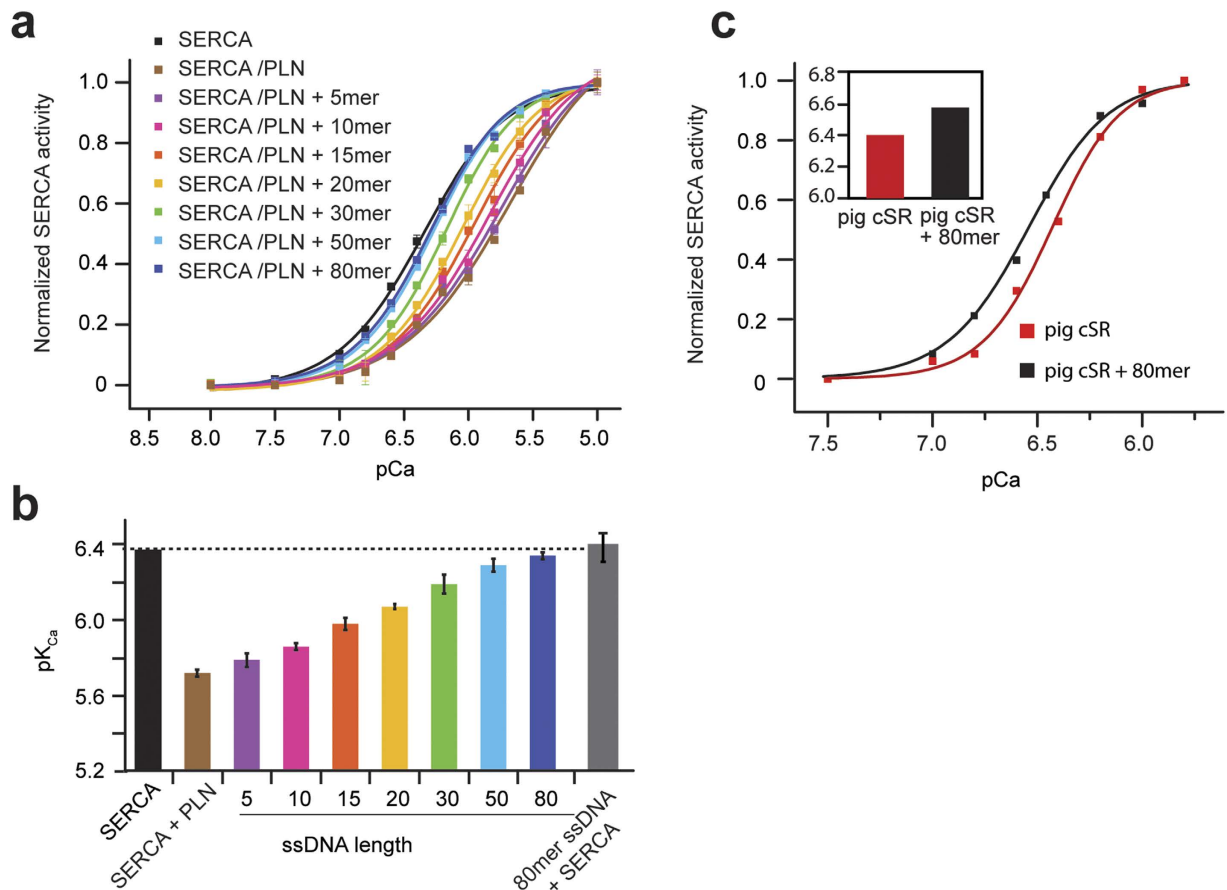 a
SERCA
SERCA /PLN
SERCA /PLN + 5mer
SERCA /PLN + 10mer
SERCA /PLN + 15mer
SERCA /PLN + 20mer
SERCA /PLN + 30mer
SERCA /PLN + 50mer
SERCA /PLN + 80mer
Normalized SERCA activity
1.0
0.8
0.6
0.4
0.2
0
8.5 8.0 7.5 7.0 6.5 6.0 5.5 5.0
pCa
b
pK_Ca
6.4
6.0
5.6
5.2
SERCA
SERCA + PLN
5 10 15 20 30 50 80
ssDNA length
80mer ssDNA
+ SERCA
c
Normalized SERCA activity
1.0
0.8
0.6
0.4
0.2
0
6.8
6.6
6.4
6.2
6.0
pig cSR
pig cSR
+ 80mer
pig cSR
pig cSR + 80mer
7.5 7.0 6.5 6.0
pCa